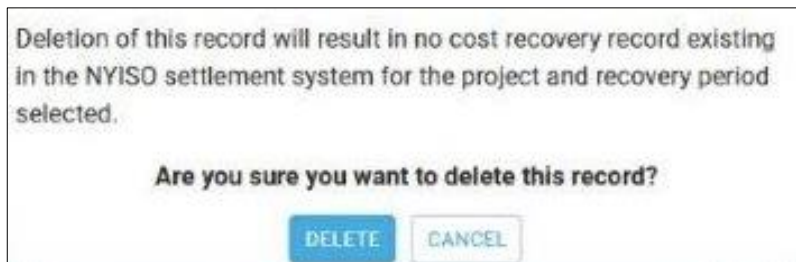 Deletion of this record will result in no cost recovery record existing
in the NYISO settlement system for the project and recovery period
selected.
Are you sure you want to delete this record?
DELETE CANCEL